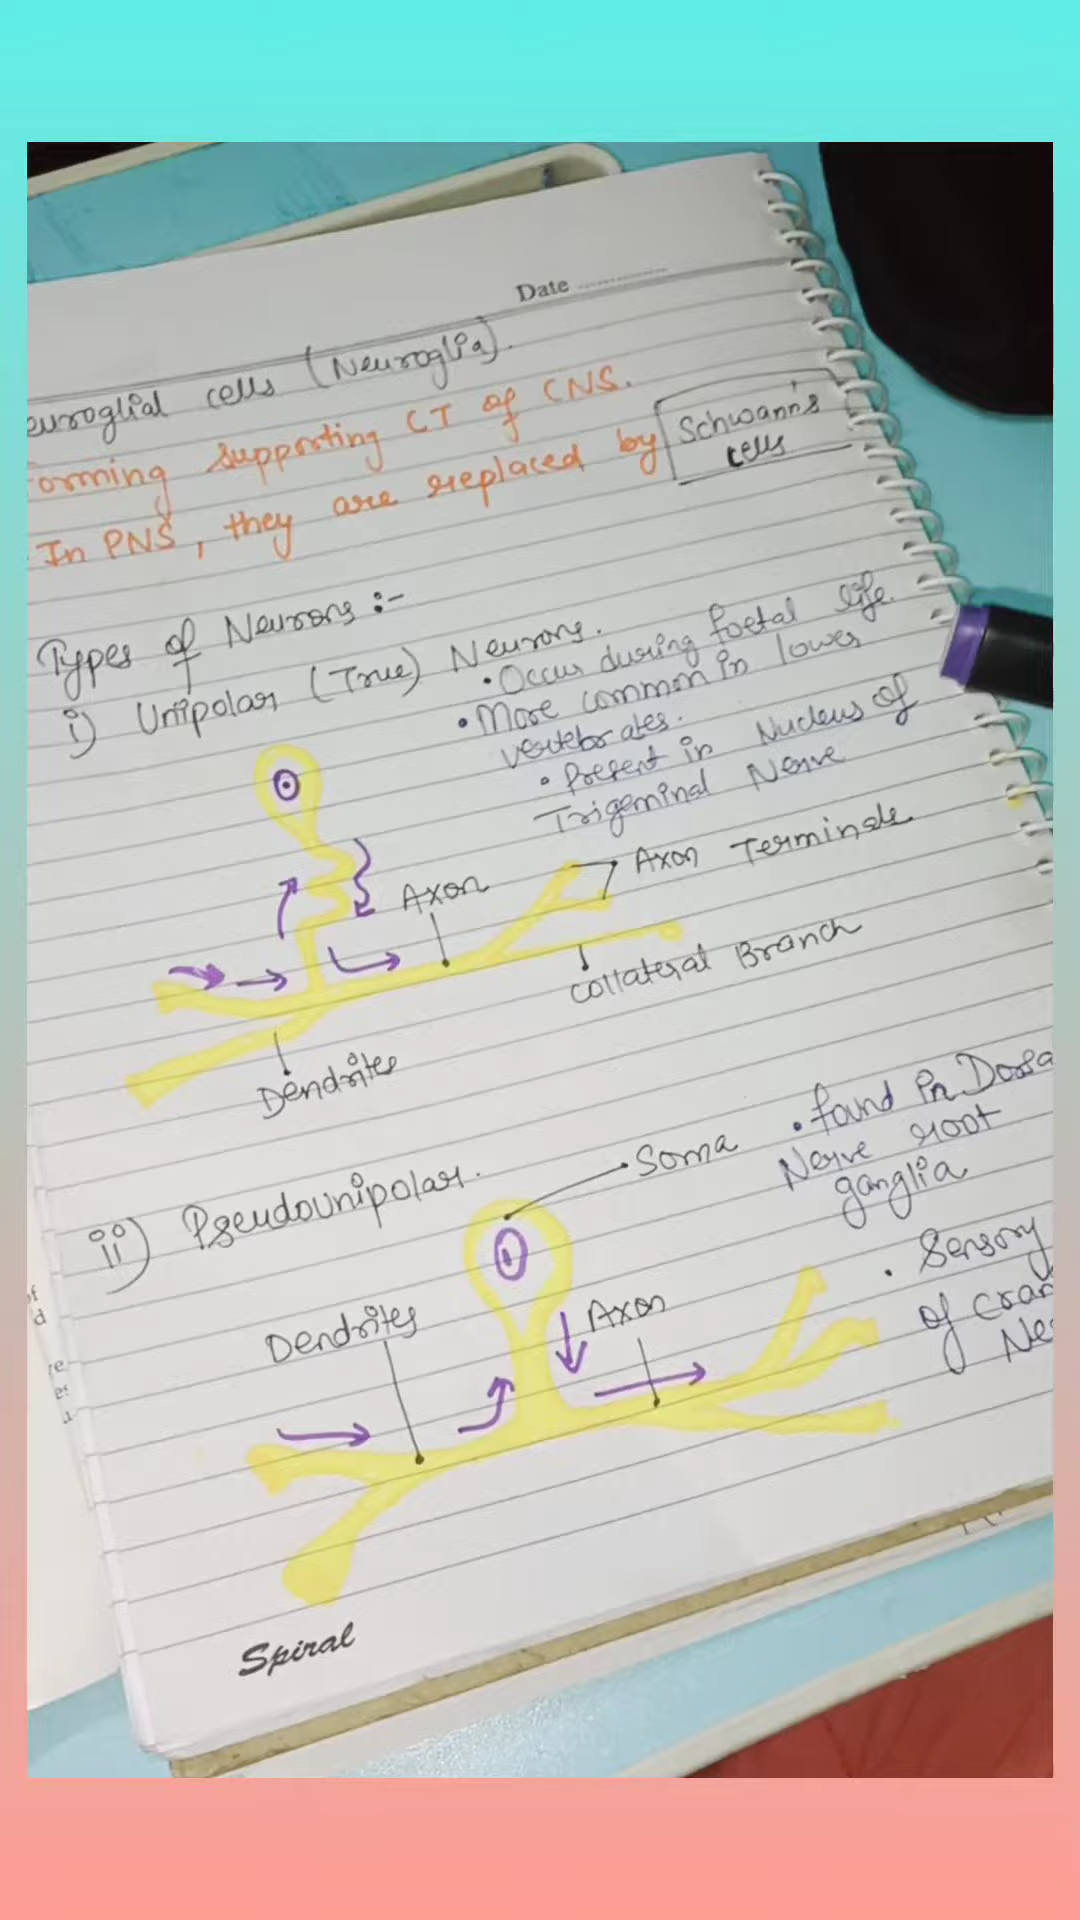 Date
euroglial cells (Neuroglia).
orming supporting CT of CNS.
In PNS, they are replaced by Schwann's cells
Types of Neurons :-
i) Unipolar (True) Neurons.
• Occur during foetal life.
• More common in lower
vertebrates.
• Present in Nucleus of
Trigeminal Nerve
Axon
Axon Terminals
Collateral Branch
Dendrites
ii) Pseudounipolar.
Soma
• found in Dorsa
Nerve root
ganglia
• Sensory
of cran
Ne
Dendrites
Axon
Spiral